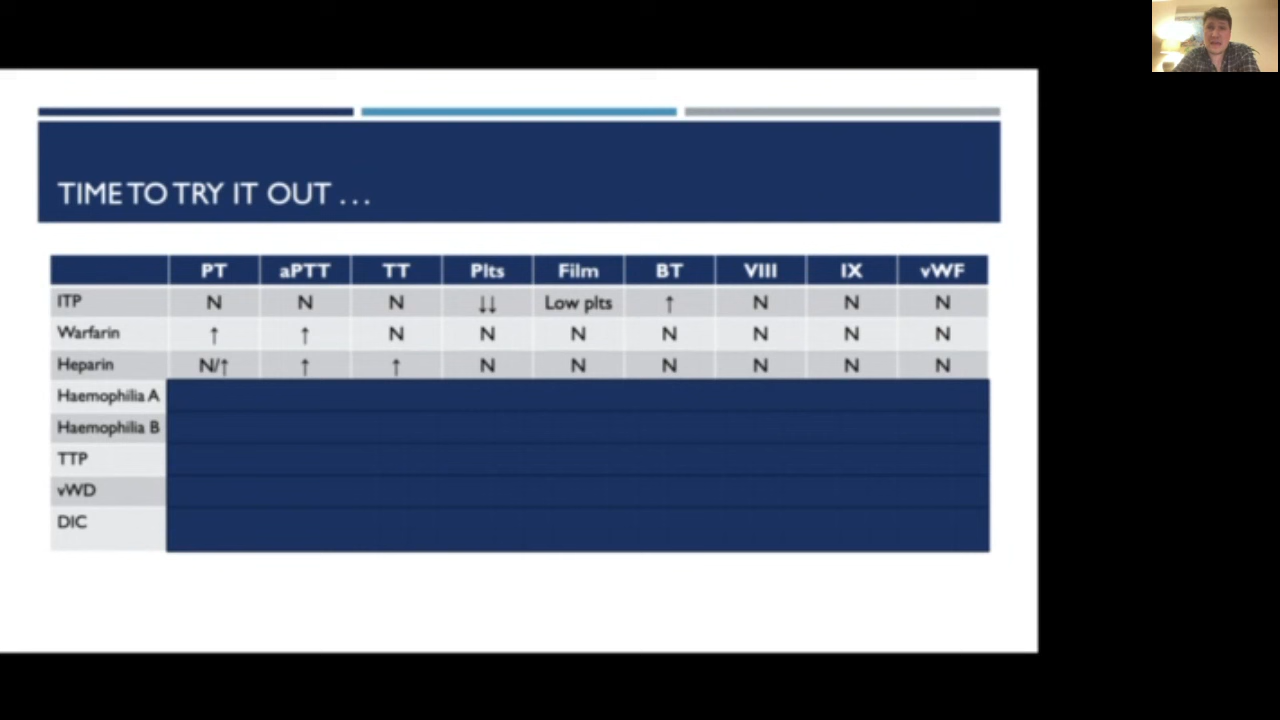 TIME TO TRY IT OUT ...
PT aPTT TT Plts Film BT VIII IX vWF
ITP N N N ↓↓ Low plts ↑ N N N
Warfarin ↑ ↑ N N N N N N N
Heparin N/↑ ↑ ↑ N N N N N N
Haemophilia A
Haemophilia B
TTP
vWD
DIC